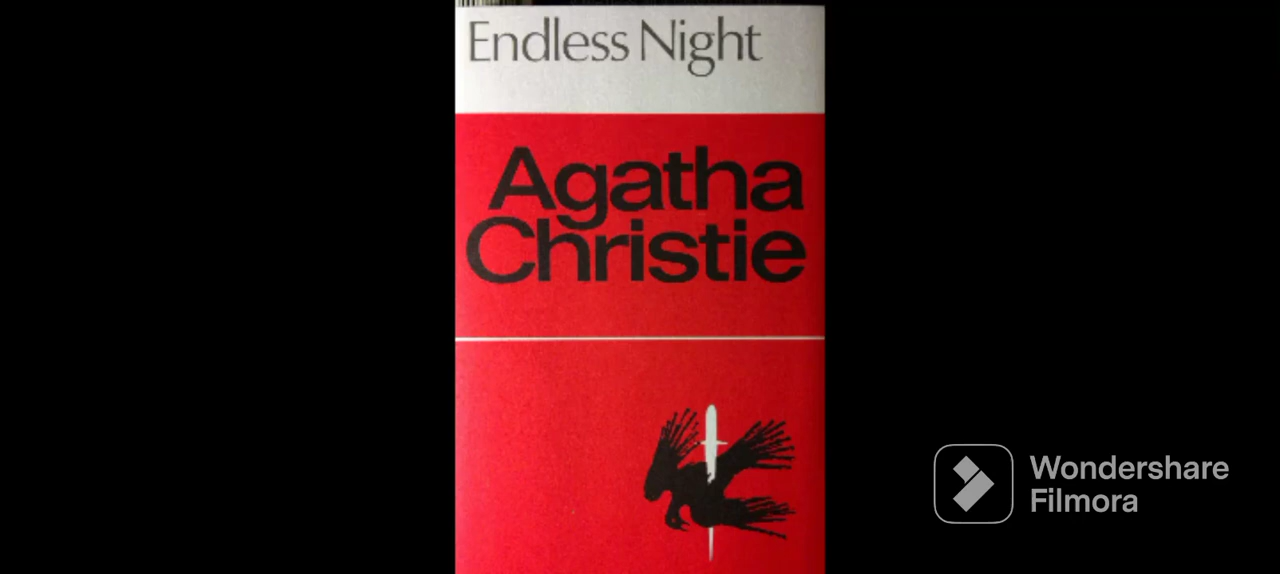 Endless Night
Agatha
Christie
Wondershare
Filmora